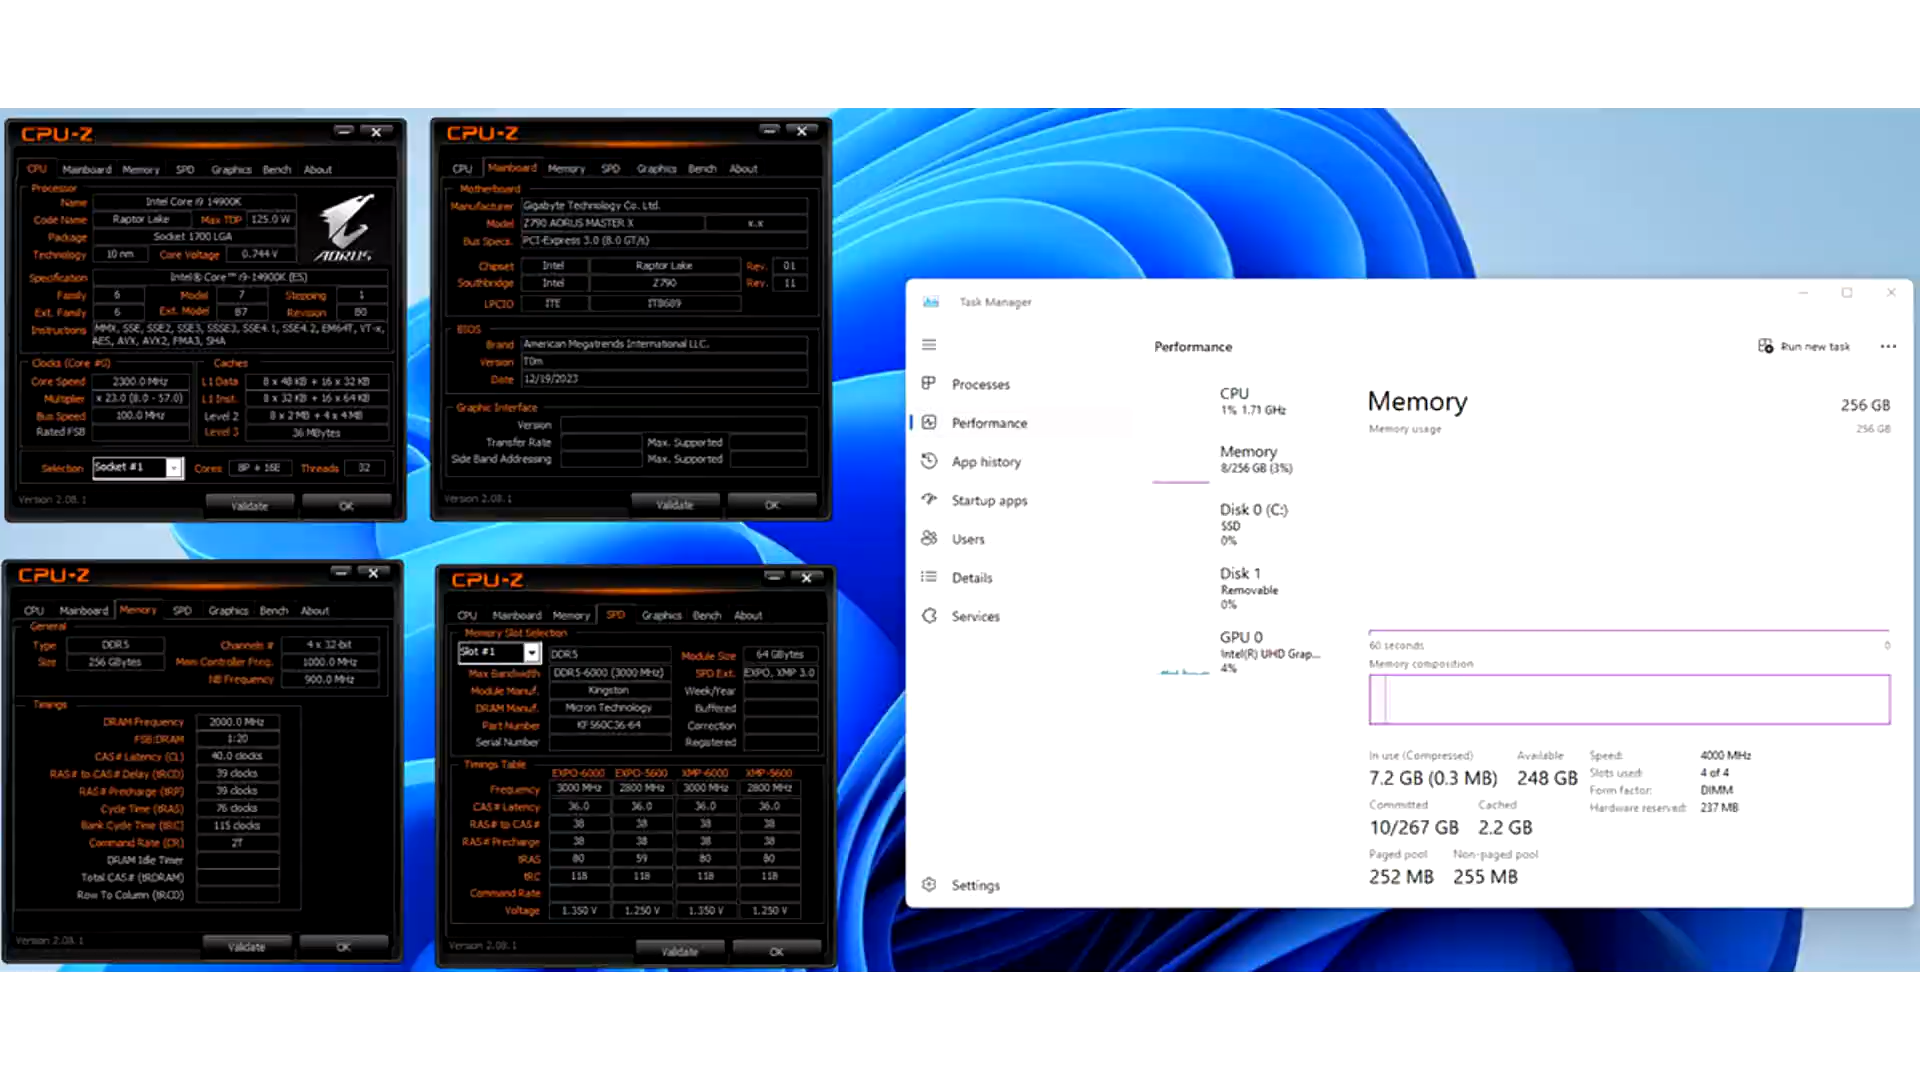 CPU-Z
CPU Mainboard Memory SPD Graphics Bench About
Processor
Name Intel Core i9 14900K
Code Name Raptor Lake Max TDP 125.0 W
Package Socket 1700 LGA
Technology 10 nm Core Voltage 0.744 V
AORUS
Specification Intel® Core™ i9-14900K (ES)
Family 6 Model 7 Stepping 1
Ext. Family 6 Ext. Model B7 Revision B0
Instructions MMX, SSE, SSE2, SSE3, SSSE3, SSE4.1, SSE4.2, EM64T, VT-x,
AES, AVX, AVX2, FMA3, SHA
Clocks (Core #0) Caches
Core Speed 2300.0 MHz L1 Data 8 x 48 KB + 16 x 32 KB
Multiplier x 23.0 (8.0 - 57.0) L1 Inst. 8 x 32 KB + 16 x 64 KB
Bus Speed 100.0 MHz Level 2 8 x 2 MB + 4 x 4 MB
Rated FSB Level 3 36 MBytes
Selection Socket #1 Cores 8P + 16E Threads 32
Version 2.08.1 Validate OK
CPU-Z
CPU Mainboard Memory SPD Graphics Bench About
Motherboard
Manufacturer Gigabyte Technology Co. Ltd.
Model Z790 AORUS MASTER X x.x
Bus Specs. PCI-Express 3.0 (8.0 GT/s)
Chipset Intel Raptor Lake Rev. 01
Southbridge Intel Z790 Rev. 11
LPCIO ITE IT8689
BIOS
Brand American Megatrends International LLC.
Version T0m
Date 12/19/2023
Graphic Interface
Version
Transfer Rate Max. Supported
Side Band Addressing Max. Supported
Version 2.08.1 Validate OK
CPU-Z
CPU Mainboard Memory SPD Graphics Bench About
General
Type DDR5 Channels # 4 x 32-bit
Size 256 GBytes Mem Controller Freq. 1000.0 MHz
NB Frequency 900.0 MHz
Timings
DRAM Frequency 2000.0 MHz
FSB:DRAM 1:20
CAS# Latency (CL) 40.0 clocks
RAS# to CAS# Delay (tRCD) 39 clocks
RAS# Precharge (tRP) 39 clocks
Cycle Time (tRAS) 76 clocks
Bank Cycle Time (tRC) 115 clocks
Command Rate (CR) 2T
DRAM Idle Timer
Total CAS# (tRDRAM)
Row To Column (tRCD)
Version 2.08.1 Validate OK
CPU-Z
CPU Mainboard Memory SPD Graphics Bench About
Memory Slot Selection
Slot #1 DDR5 Module Size 64 GBytes
Max Bandwidth DDR5-6000 (3000 MHz) SPD Ext. EXPO, XMP 3.0
Module Manuf. Kingston Week/Year
DRAM Manuf. Micron Technology Buffered
Part Number KF560C36-64 Correction
Serial Number Registered
Timings Table
EXPO-6000 EXPO-5600 XMP-6000 XMP-5600
Frequency 3000 MHz 2800 MHz 3000 MHz 2800 MHz
CAS# Latency 36.0 36.0 36.0 36.0
RAS# to CAS# 38 38 38 38
RAS# Precharge 38 38 38 38
tRAS 80 59 80 80
tRC 118 118 118 118
Command Rate
Voltage 1.350 V 1.250 V 1.350 V 1.250 V
Version 2.08.1 Validate OK
Task Manager
Performance Run new task
Processes
Performance
App history
Startup apps
Users
Details
Services
Settings
CPU
1% 1.71 GHz
Memory
8/256 GB (3%)
Disk 0 (C:)
SSD
0%
Disk 1
Removable
0%
GPU 0
Intel(R) UHD Grap...
4%
Memory 256 GB
Memory usage 256 GB
60 seconds 0
Memory composition
In use (Compressed) Available Speed: 4000 MHz
7.2 GB (0.3 MB) 248 GB Slots used: 4 of 4
Form factor: DIMM
Committed Cached Hardware reserved: 237 MB
10/267 GB 2.2 GB
Paged pool Non-paged pool
252 MB 255 MB